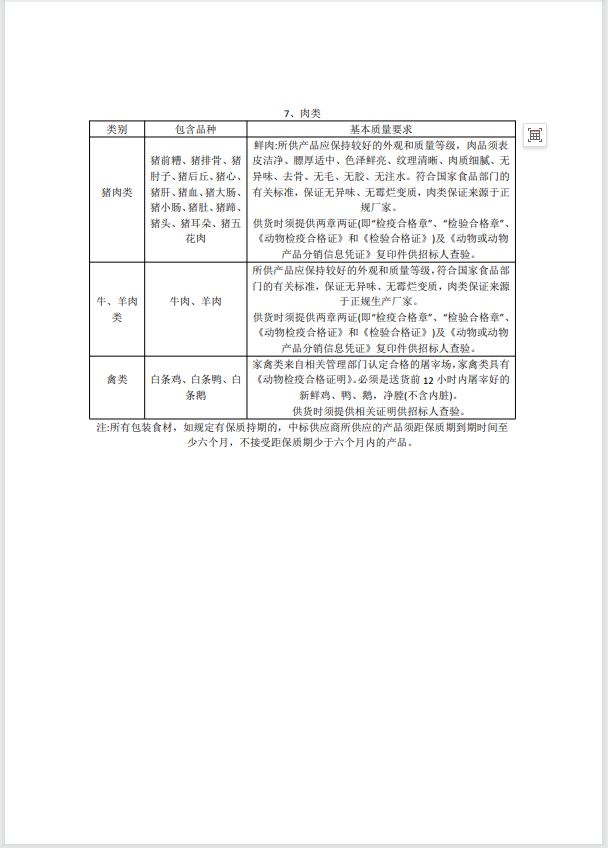 7、肉类
类别
包含品种
基本质量要求
猪肉类
猪前槽、猪排骨、猪
肘子、猪后丘、猪心、
猪肝、猪血、猪大肠、
猪小肠、猪肚、猪蹄、
猪头、猪耳朵、猪五
花肉
鲜肉:所供产品应保持较好的外观和质量等级，肉品须表
皮洁净、膘厚适中、色泽鲜亮、纹理清晰、肉质细腻、无
异味、去骨、无毛、无胶、无注水。符合国家食品部门的
有关标准，保证无异味、无霉烂变质，肉类保证来源于正
规厂家。
供货时须提供两章两证(即“检疫合格章”、“检验合格章”、
《动物检疫合格证》和《检验合格证》)及《动物或动物
产品分销信息凭证》复印件供招标人查验。
牛、羊肉
类
牛肉、羊肉
所供产品应保持较好的外观和质量等级,符合国家食品部
门的有关标准，保证无异味、无霉烂变质，肉类保证来源
于正规生产厂家。
供货时须提供两章两证(即“检疫合格章”、“检验合格章”、
《动物检疫合格证》和《检验合格证》)及《动物或动物
产品分销信息凭证》复印件供招标人查验。
禽类
白条鸡、白条鸭、白
条鹅
家禽类来自相关管理部门认定合格的屠宰场,家禽类具有
《动物检疫合格证明》。必须是送货前 12 小时内屠宰好的
新鲜鸡、鸭、鹅，净膛(不含内脏)。
供货时须提供相关证明供招标人查验。
注:所有包装食材，如规定有保质持期的，中标供应商所供应的产品须距保质期到期时间至
少六个月，不接受距保质期少于六个月内的产品。